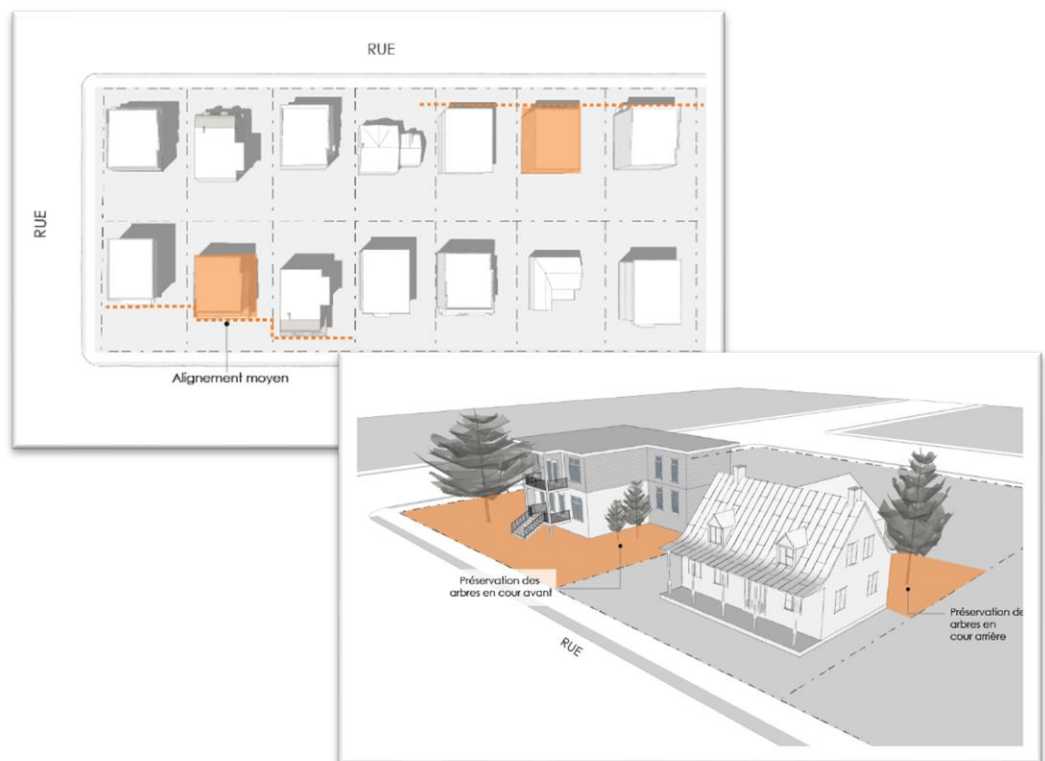 RUE
RUE
Alignement moyen
Préservation des
arbres en cour avant
Préservation de
arbres en
cour arrière
RUE